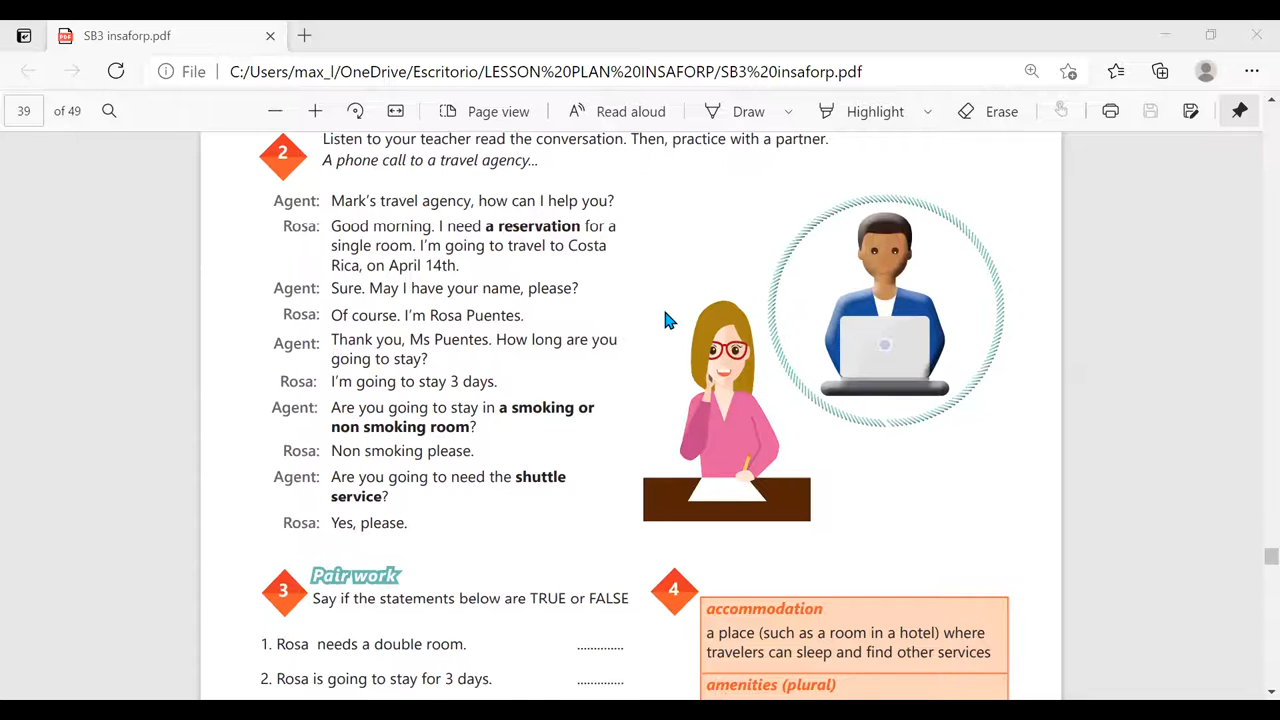 SB3 insaforp.pdf
File C:/Users/max_l/OneDrive/Escritorio/LESSON%20PLAN%20INSAFORP/SB3%20insaforp.pdf
39 of 49 Page view Read aloud Draw Highlight Erase
2 Listen to your teacher read the conversation. Then, practice with a partner.
A phone call to a travel agency...
Agent: Mark's travel agency, how can I help you?
Rosa: Good morning. I need a reservation for a
single room. I'm going to travel to Costa
Rica, on April 14th.
Agent: Sure. May I have your name, please?
Rosa: Of course. I'm Rosa Puentes.
Agent: Thank you, Ms Puentes. How long are you
going to stay?
Rosa: I'm going to stay 3 days.
Agent: Are you going to stay in a smoking or
non smoking room?
Rosa: Non smoking please.
Agent: Are you going to need the shuttle
service?
Rosa: Yes, please.
3 Pair work
Say if the statements below are TRUE or FALSE
1. Rosa needs a double room. .............
2. Rosa is going to stay for 3 days. .............
4
accommodation
a place (such as a room in a hotel) where
travelers can sleep and find other services
amenities (plural)